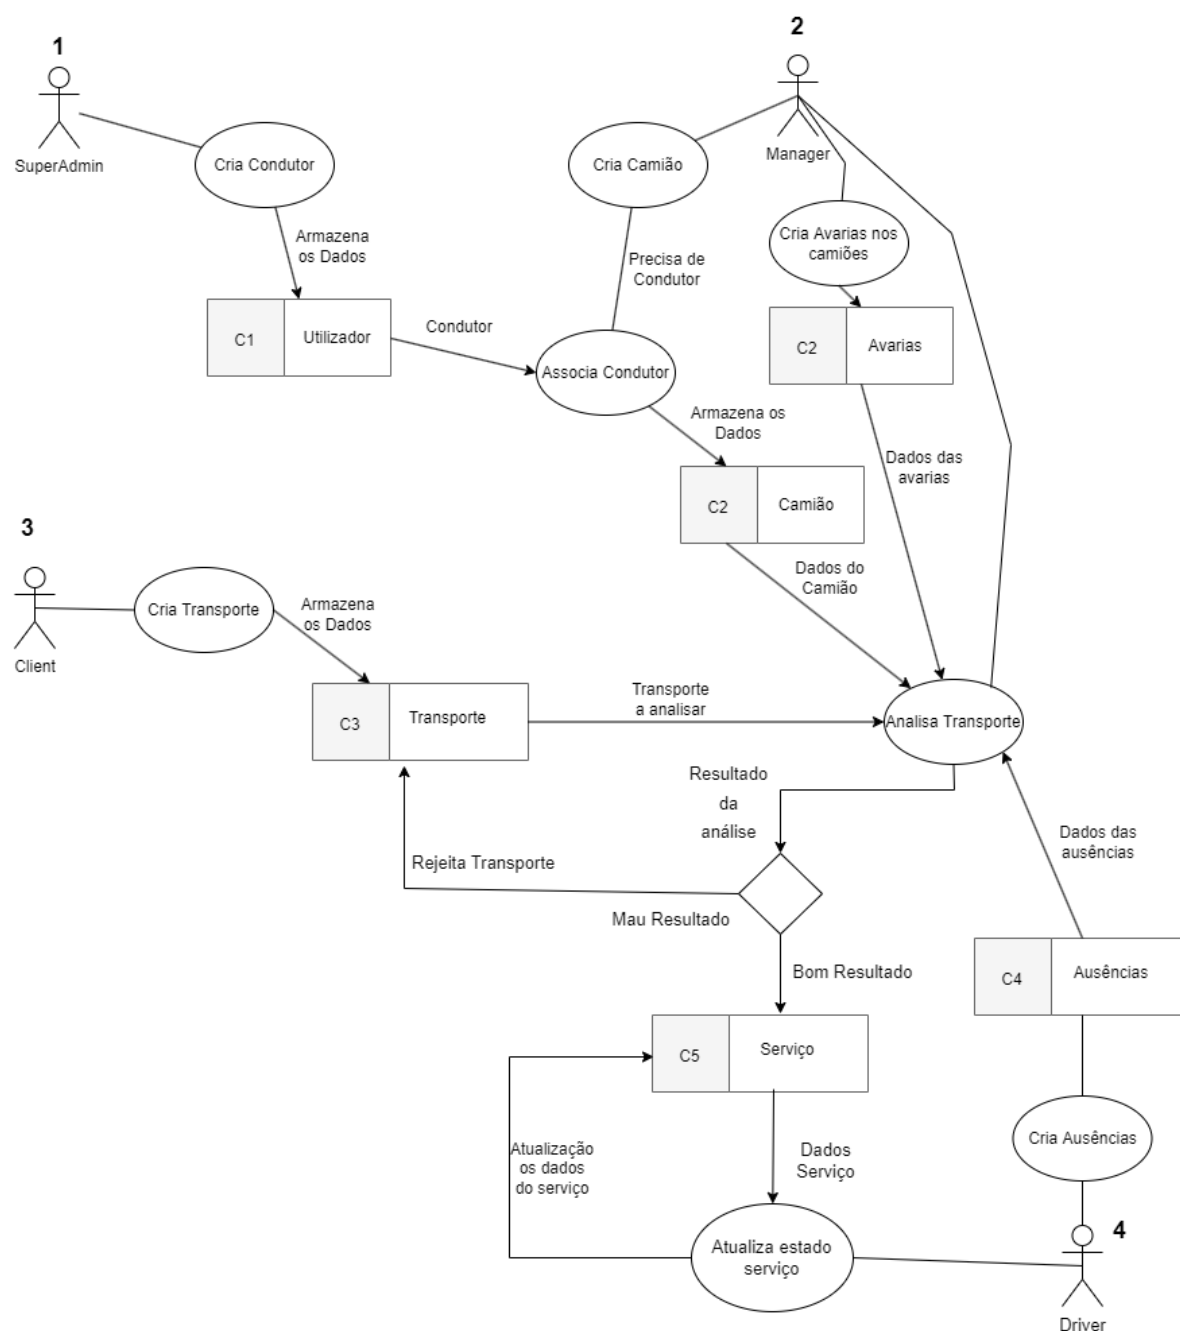 1
SuperAdmin
Cria Condutor
Armazena
os Dados
C1
Utilizador
Condutor
2
Manager
Cria Camião
Precisa de
Condutor
Associa Condutor
Cria Avarias nos
camiões
C2
Avarias
Armazena os
Dados
C2
Camião
Dados das
avarias
Dados do
Camião
3
Client
Cria Transporte
Armazena
os Dados
C3
Transporte
Transporte
a analisar
Analisa Transporte
Resultado
da
análise
Rejeita Transporte
Mau Resultado
Bom Resultado
Dados das
ausências
C4
Ausências
C5
Serviço
Cria Ausências
Atualização
os dados
do serviço
Dados
Serviço
Atualiza estado
serviço
4
Driver